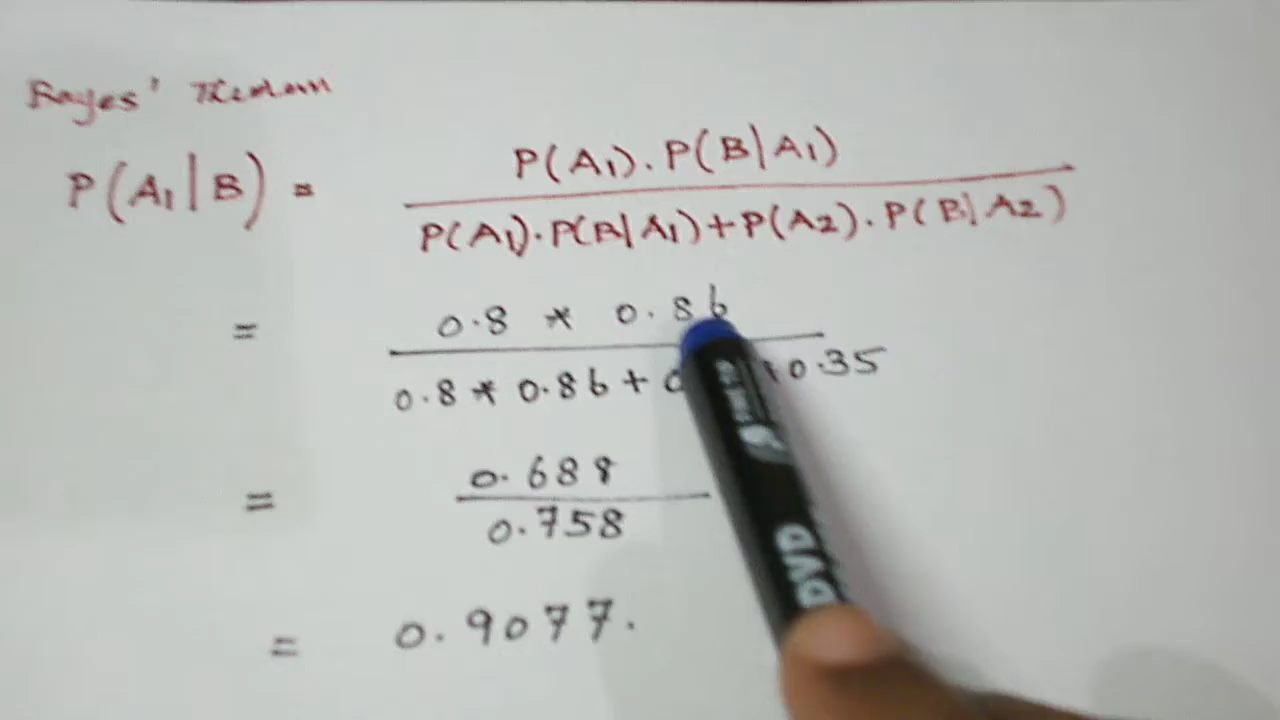 Bayes' Theorem
P(A1|B) = P(A1).P(B|A1)
P(A1).P(B|A1)+P(A2).P(B|A2)
= 0.8 * 0.86
0.8 * 0.86 + 0.35
= 0.688
0.758
= 0.9077.
DVD